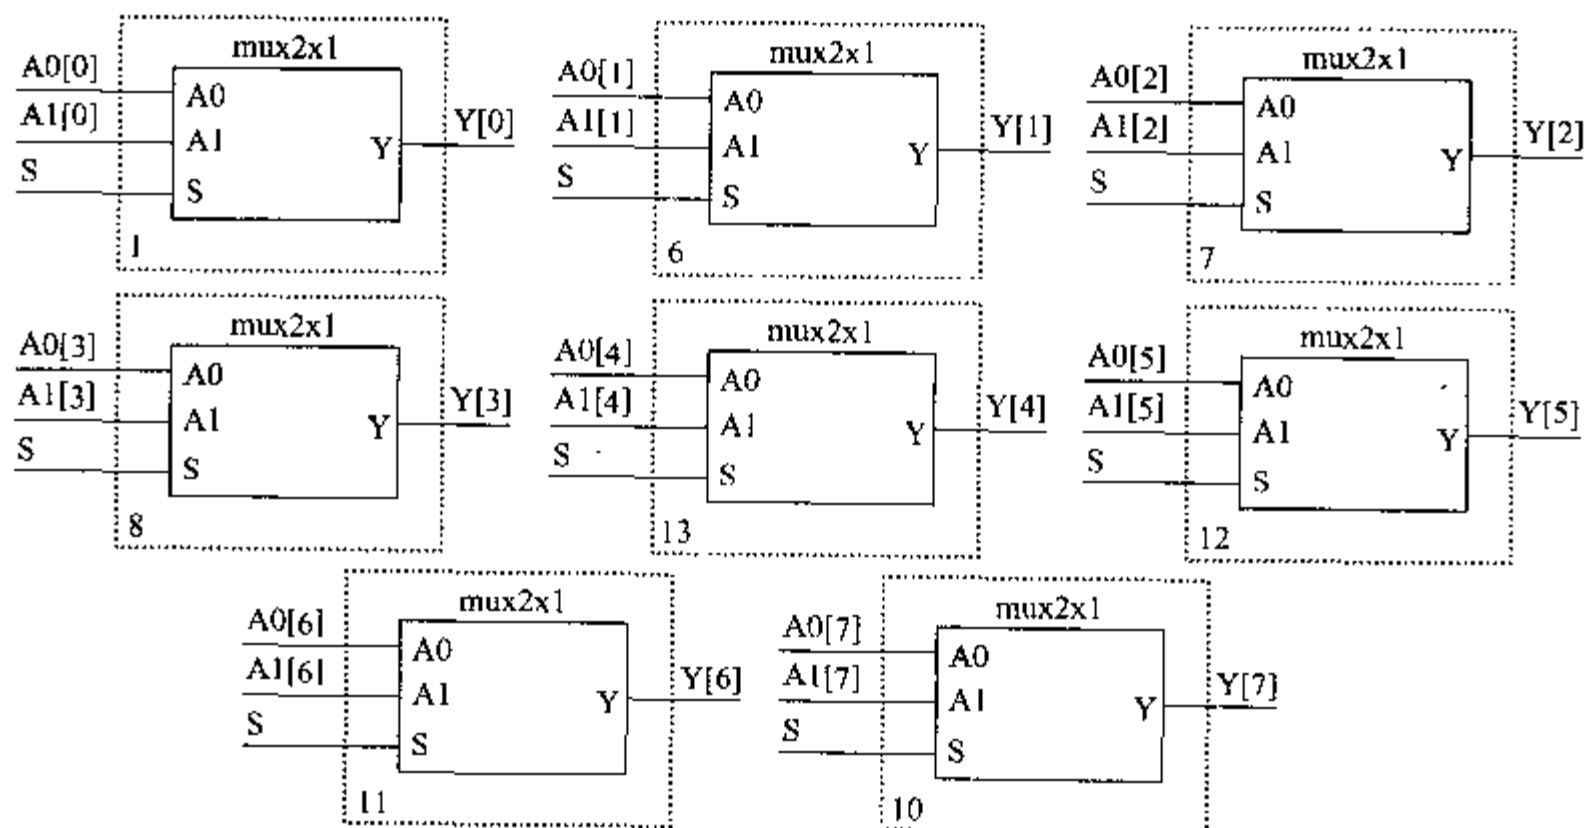 mux2x1
A0[0]
A0
A1[0]
A1
Y
Y[0]
S
S
1
mux2x1
A0[1]
A0
A1[1]
A1
Y
Y[1]
S
S
6
mux2x1
A0[2]
A0
A1[2]
A1
Y
Y[2]
S
S
7
mux2x1
A0[3]
A0
A1[3]
A1
Y
Y[3]
S
S
8
mux2x1
A0[4]
A0
A1[4]
A1
Y
Y[4]
S
S
13
mux2x1
A0[5]
A0
A1[5]
A1
Y
Y[5]
S
S
12
mux2x1
A0[6]
A0
A1[6]
A1
Y
Y[6]
S
S
11
mux2x1
A0[7]
A0
A1[7]
A1
Y
Y[7]
S
S
10